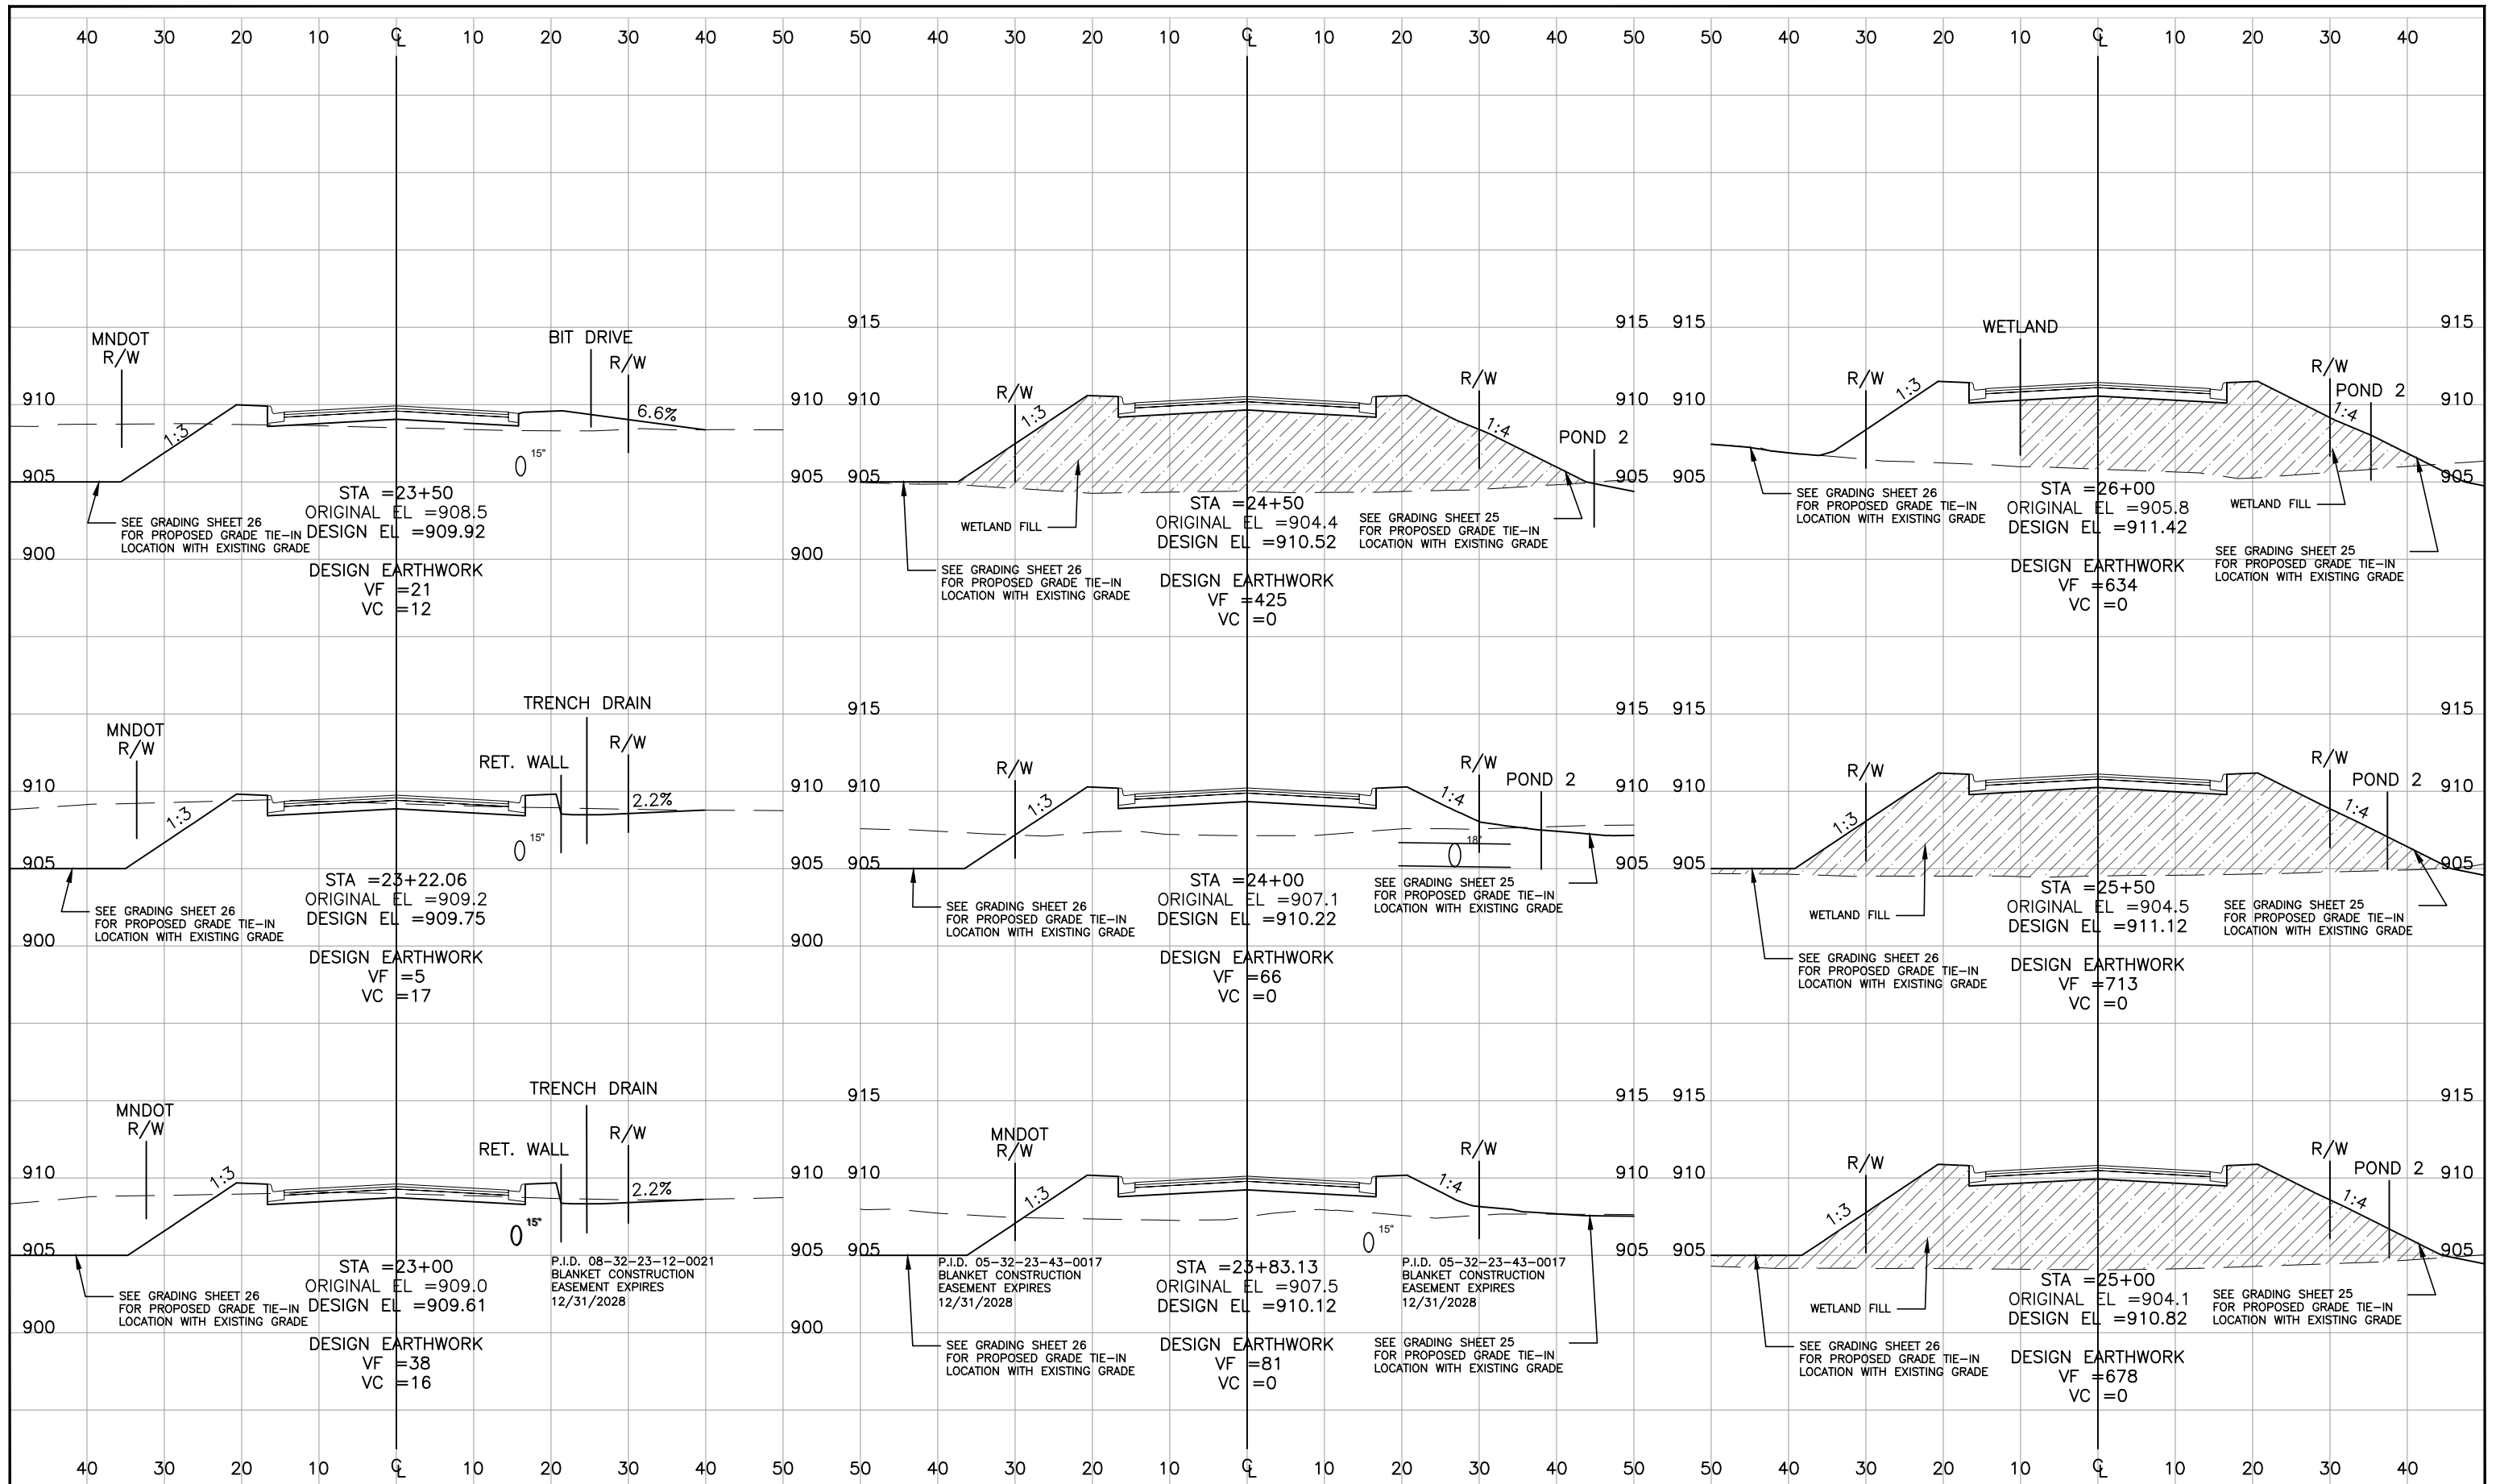 40 30 20 10 ℄ 10 20 30 40 50 50 40 30 20 10 ℄ 10 20 30 40 50 50 40 30 20 10 ℄ 10 20 30 40
MNDOT
R/W
BIT DRIVE
R/W
910
910
1:3
6.6%
15"
905
905
STA =23+50
ORIGINAL EL =908.5
DESIGN EL =909.92
SEE GRADING SHEET 26
FOR PROPOSED GRADE TIE-IN
LOCATION WITH EXISTING GRADE
900
900
DESIGN EARTHWORK
VF =21
VC =12
915
915
R/W
R/W
910
910
1:3
1:4
POND 2
905
905
STA =24+50
ORIGINAL EL =904.4
DESIGN EL =910.52
WETLAND FILL
SEE GRADING SHEET 25
FOR PROPOSED GRADE TIE-IN
LOCATION WITH EXISTING GRADE
SEE GRADING SHEET 26
FOR PROPOSED GRADE TIE-IN
LOCATION WITH EXISTING GRADE
DESIGN EARTHWORK
VF =425
VC =0
915
915
WETLAND
R/W
R/W
POND 2
910
910
1:3
1:4
905
905
SEE GRADING SHEET 26
FOR PROPOSED GRADE TIE-IN
LOCATION WITH EXISTING GRADE
STA =26+00
ORIGINAL EL =905.8
DESIGN EL =911.42
WETLAND FILL
SEE GRADING SHEET 25
FOR PROPOSED GRADE TIE-IN
LOCATION WITH EXISTING GRADE
DESIGN EARTHWORK
VF =634
VC =0
TRENCH DRAIN
MNDOT
R/W
RET. WALL
R/W
910
910
1:3
2.2%
15"
905
905
STA =23+22.06
ORIGINAL EL =909.2
DESIGN EL =909.75
SEE GRADING SHEET 26
FOR PROPOSED GRADE TIE-IN
LOCATION WITH EXISTING GRADE
900
900
DESIGN EARTHWORK
VF =5
VC =17
915
915
R/W
R/W
POND 2
910
910
1:3
1:4
18"
905
905
STA =24+00
ORIGINAL EL =907.1
DESIGN EL =910.22
SEE GRADING SHEET 25
FOR PROPOSED GRADE TIE-IN
LOCATION WITH EXISTING GRADE
SEE GRADING SHEET 26
FOR PROPOSED GRADE TIE-IN
LOCATION WITH EXISTING GRADE
DESIGN EARTHWORK
VF =66
VC =0
915
915
R/W
R/W
POND 2
910
910
1:3
1:4
905
905
STA =25+50
ORIGINAL EL =904.5
DESIGN EL =911.12
WETLAND FILL
SEE GRADING SHEET 25
FOR PROPOSED GRADE TIE-IN
LOCATION WITH EXISTING GRADE
SEE GRADING SHEET 26
FOR PROPOSED GRADE TIE-IN
LOCATION WITH EXISTING GRADE
DESIGN EARTHWORK
VF =713
VC =0
TRENCH DRAIN
MNDOT
R/W
RET. WALL
R/W
910
910
1:3
2.2%
15"
905
905
STA =23+00
ORIGINAL EL =909.0
DESIGN EL =909.61
P.I.D. 08-32-23-12-0021
BLANKET CONSTRUCTION
EASEMENT EXPIRES
12/31/2028
SEE GRADING SHEET 26
FOR PROPOSED GRADE TIE-IN
LOCATION WITH EXISTING GRADE
900
900
DESIGN EARTHWORK
VF =38
VC =16
915
915
MNDOT
R/W
R/W
910
910
1:3
1:4
15"
905
905
P.I.D. 05-32-23-43-0017
BLANKET CONSTRUCTION
EASEMENT EXPIRES
12/31/2028
STA =23+83.13
ORIGINAL EL =907.5
DESIGN EL =910.12
P.I.D. 05-32-23-43-0017
BLANKET CONSTRUCTION
EASEMENT EXPIRES
12/31/2028
SEE GRADING SHEET 26
FOR PROPOSED GRADE TIE-IN
LOCATION WITH EXISTING GRADE
DESIGN EARTHWORK
VF =81
VC =0
SEE GRADING SHEET 25
FOR PROPOSED GRADE TIE-IN
LOCATION WITH EXISTING GRADE
915
915
R/W
R/W
POND 2
910
910
1:3
1:4
905
905
STA =25+00
ORIGINAL EL =904.1
DESIGN EL =910.82
WETLAND FILL
SEE GRADING SHEET 25
FOR PROPOSED GRADE TIE-IN
LOCATION WITH EXISTING GRADE
SEE GRADING SHEET 26
FOR PROPOSED GRADE TIE-IN
LOCATION WITH EXISTING GRADE
DESIGN EARTHWORK
VF =678
VC =0
40 30 20 10 ℄ 10 20 30 40 50 50 40 30 20 10 ℄ 10 20 30 40 50 50 40 30 20 10 ℄ 10 20 30 40